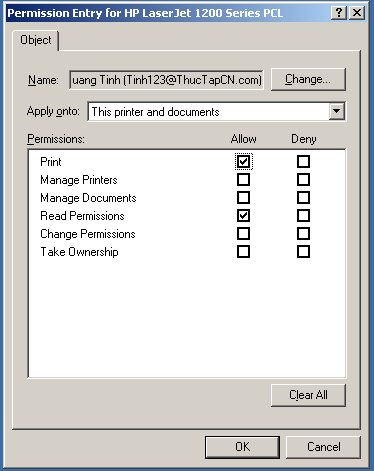 Permission Entry for HP LaserJet 1200 Series PCL
Object
Name: uang Tinh (Tinh123@ThucTapCN.com) Change...
Apply onto: This printer and documents
Permissions: Allow Deny
Print
Manage Printers
Manage Documents
Read Permissions
Change Permissions
Take Ownership
Clear All
OK Cancel